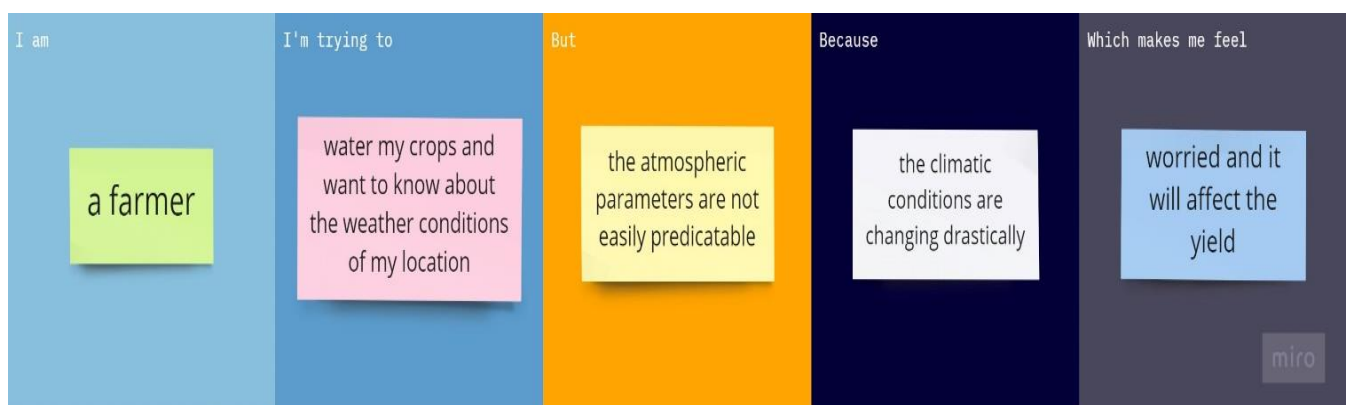 I am
a farmer
I'm trying to
water my crops and
want to know about
the weather conditions
of my location
But
the atmospheric
parameters are not
easily predicatable
Because
the climatic
conditions are
changing drastically
Which makes me feel
worried and it
will affect the
yield
miro